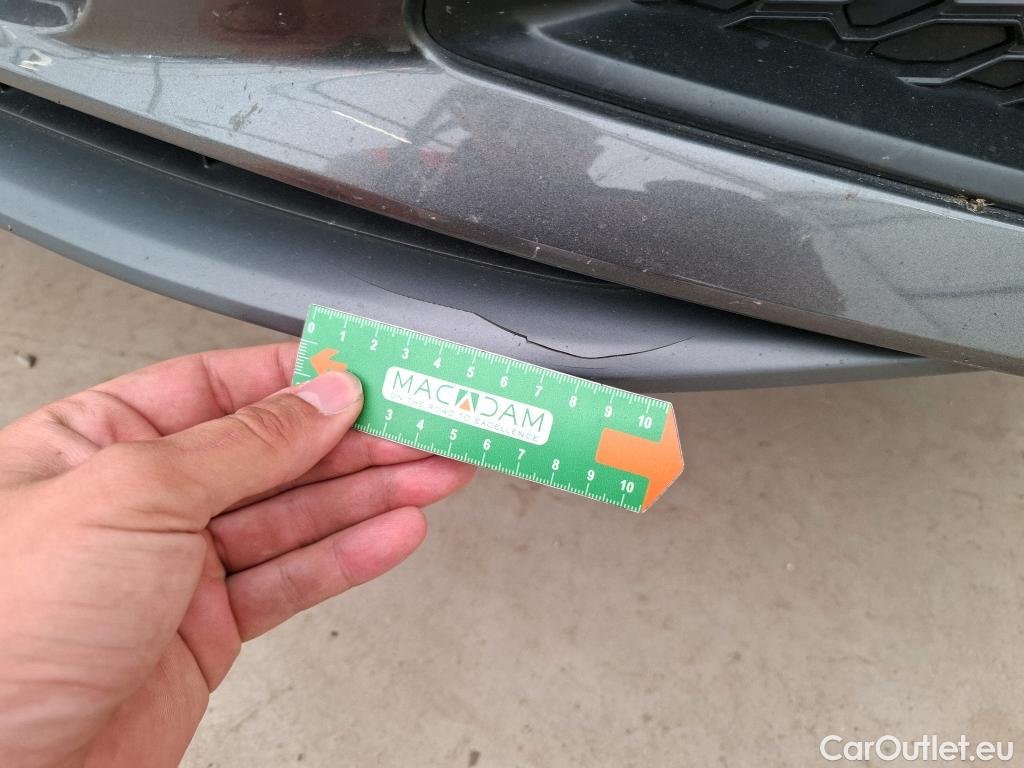 0 1 2 3 4 5 6 7 8 9 10
MACADAM
ON THE ROAD TO EXCELLENCE
3 4 5 6 7 8 9 10
CarOutlet.eu